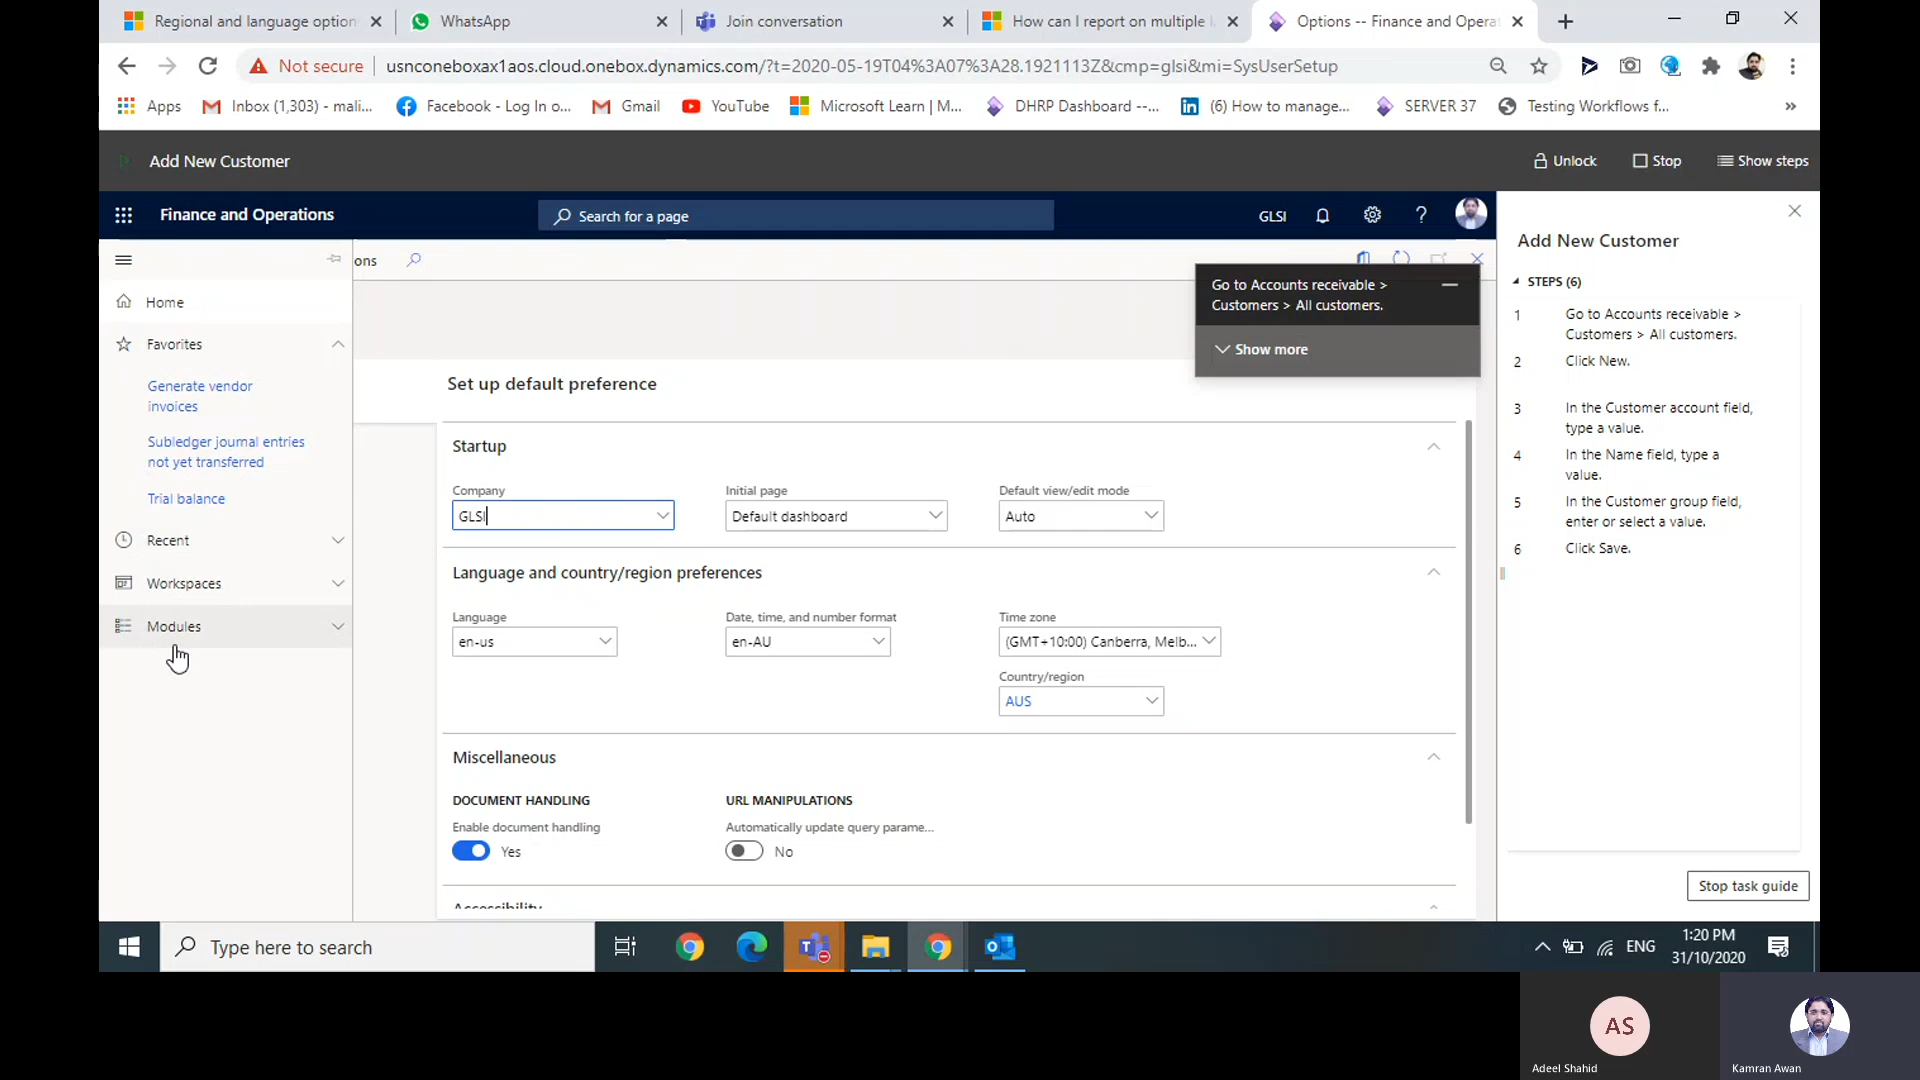 Regional and language option
WhatsApp
Join conversation
How can I report on multiple l
Options -- Finance and Operat
Not secure
usnconeboxax1aos.cloud.onebox.dynamics.com/?t=2020-05-19T04%3A07%3A28.1921113Z&cmp=glsi&mi=SysUserSetup
Apps
Inbox (1,303) - mali...
Facebook - Log In o...
Gmail
YouTube
Microsoft Learn | M...
DHRP Dashboard --...
(6) How to manage...
SERVER 37
Testing Workflows f...
»
Add New Customer
Unlock
Stop
Show steps
Finance and Operations
Search for a page
GLSI
?
ons
Home
Favorites
Generate vendor
invoices
Subledger journal entries
not yet transferred
Trial balance
Recent
Workspaces
Modules
Go to Accounts receivable >
Customers > All customers.
Show more
Set up default preference
Startup
Company
Initial page
Default view/edit mode
GLSI
Default dashboard
Auto
Language and country/region preferences
Language
Date, time, and number format
Time zone
en-us
en-AU
(GMT+10:00) Canberra, Melb...
Country/region
AUS
Miscellaneous
DOCUMENT HANDLING
URL MANIPULATIONS
Enable document handling
Automatically update query parame...
Yes
No
Accessibility
Add New Customer
STEPS (6)
1 Go to Accounts receivable >
Customers > All customers.
2 Click New.
3 In the Customer account field,
type a value.
4 In the Name field, type a
value.
5 In the Customer group field,
enter or select a value.
6 Click Save.
Stop task guide
Type here to search
ENG
1:20 PM
31/10/2020
AS
Adeel Shahid
Kamran Awan